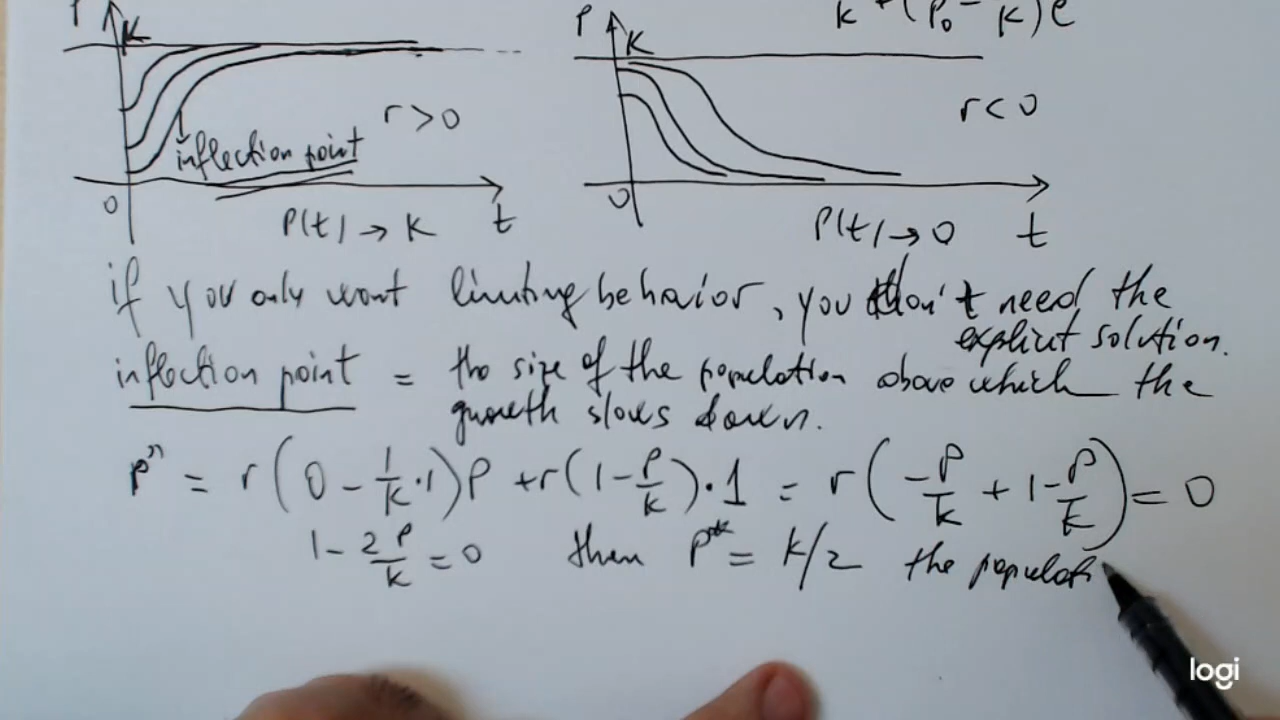 P K
P K
K + (P₀ - K) e
r > 0
r < 0
inflection point
0
0
P(t) → K t
P(t) → 0 t
if you only want limiting behavior, you don't need the
explicit solution.
inflection point = the size of the population above which the
growth slows down.
P" = r(0 - 1/K · 1)P + r(1 - P/K) · 1 = r(-P/K + 1 - P/K) = 0
1 - 2P/K = 0 then P* = K/2 the populati
logi